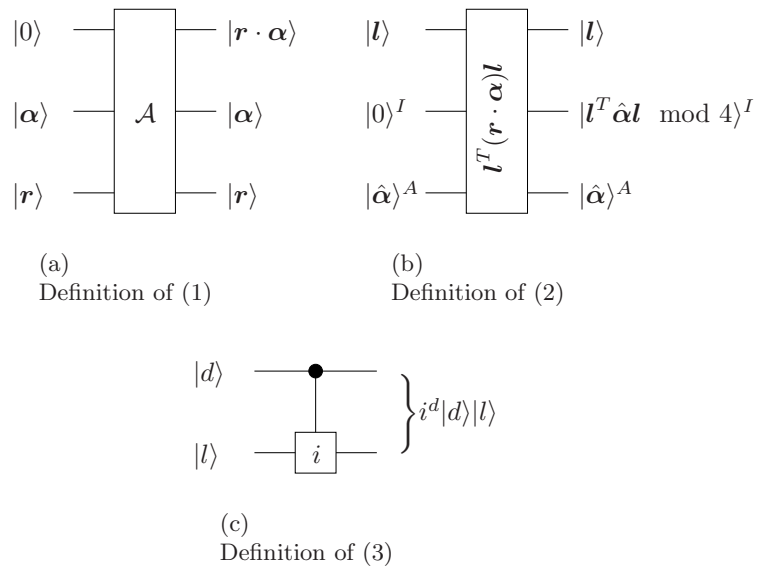 |0⟩ |r · α⟩
|α⟩ 𝒜 |α⟩
|r⟩ |r⟩
(a)
Definition of (1)
|l⟩ |l⟩
|0⟩^I l^T(r · α)l |l^T α̂l mod 4⟩^I
|α̂⟩^A |α̂⟩^A
(b)
Definition of (2)
|d⟩
i^d|d⟩|l⟩
|l⟩ i
(c)
Definition of (3)